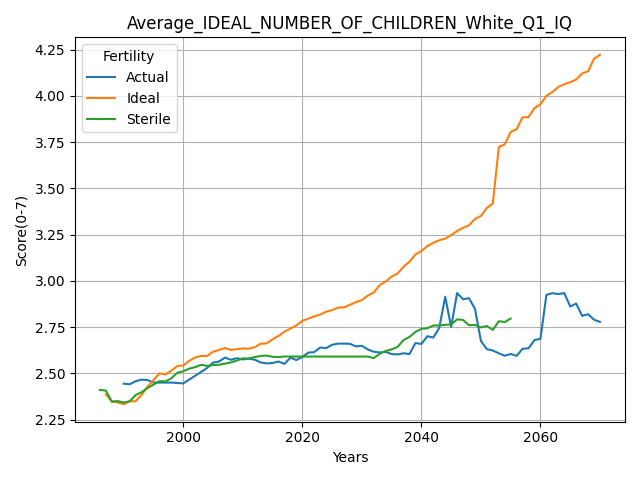 Average_IDEAL_NUMBER_OF_CHILDREN_White_Q1_IQ
Fertility
Actual
Ideal
Sterile
Score(0-7)
4.25
4.00
3.75
3.50
3.25
3.00
2.75
2.50
2.25
2000
2020
2040
2060
Years